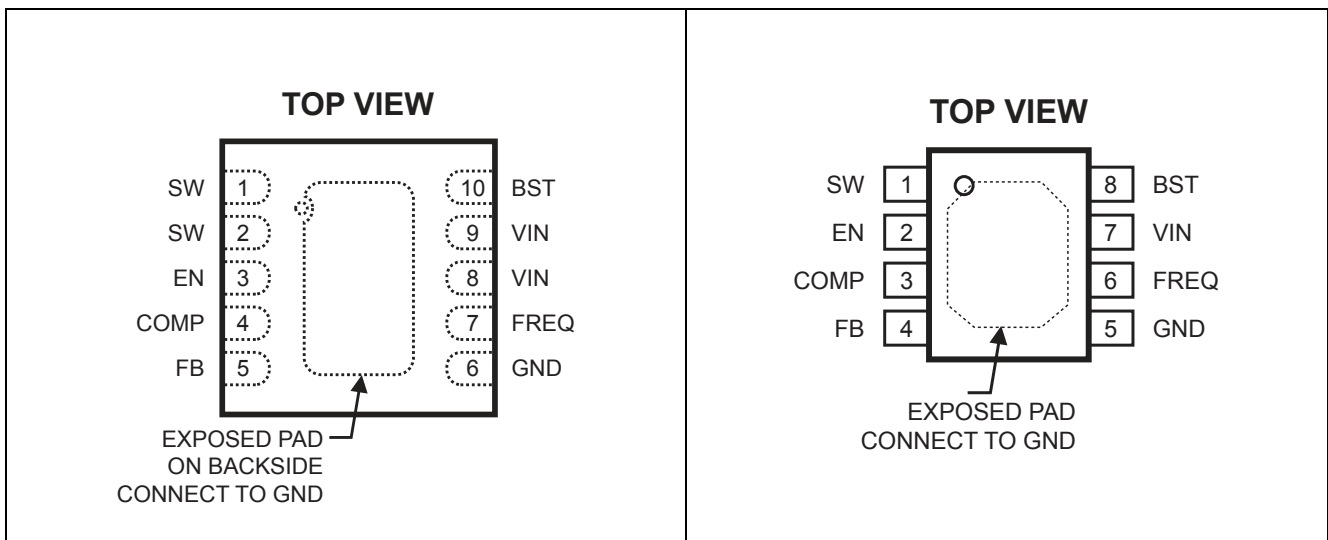 TOP VIEW
SW 1 10 BST
SW 2 9 VIN
EN 3 8 VIN
COMP 4 7 FREQ
FB 5 6 GND
EXPOSED PAD
ON BACKSIDE
CONNECT TO GND
TOP VIEW
SW 1 8 BST
EN 2 7 VIN
COMP 3 6 FREQ
FB 4 5 GND
EXPOSED PAD
CONNECT TO GND